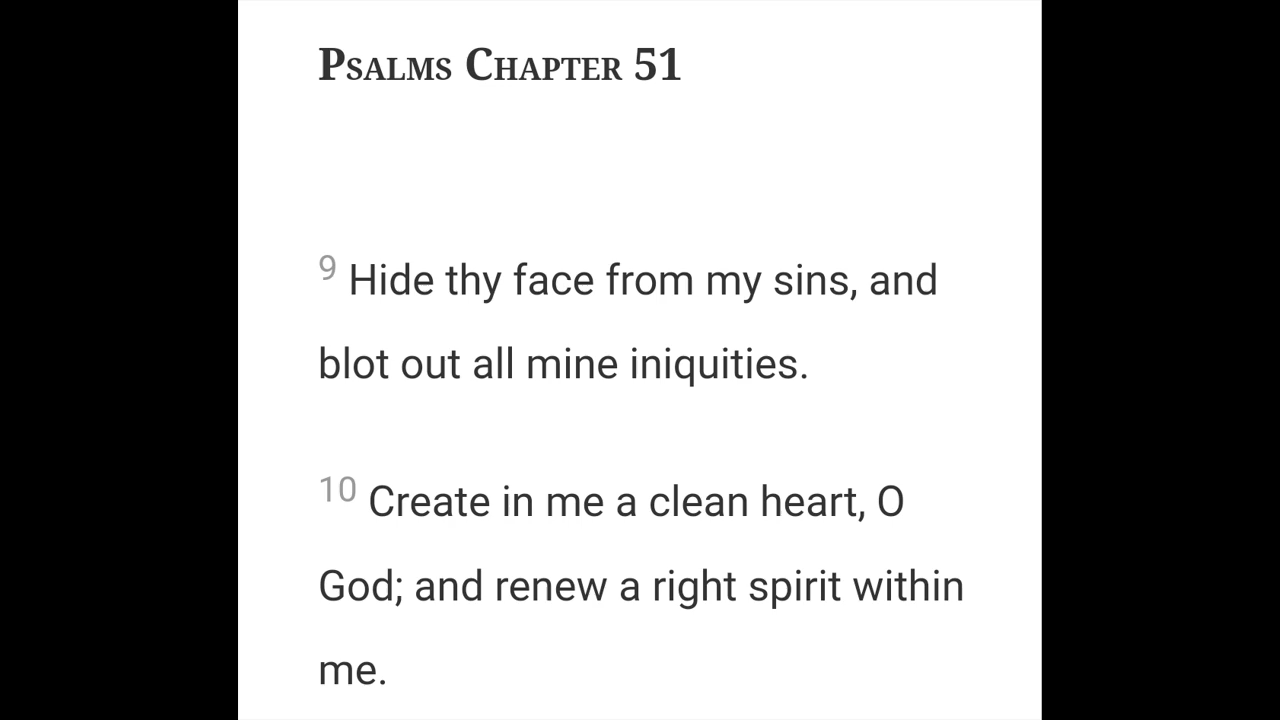 Psalms Chapter 51
9 Hide thy face from my sins, and
blot out all mine iniquities.
10 Create in me a clean heart, O
God; and renew a right spirit within
me.